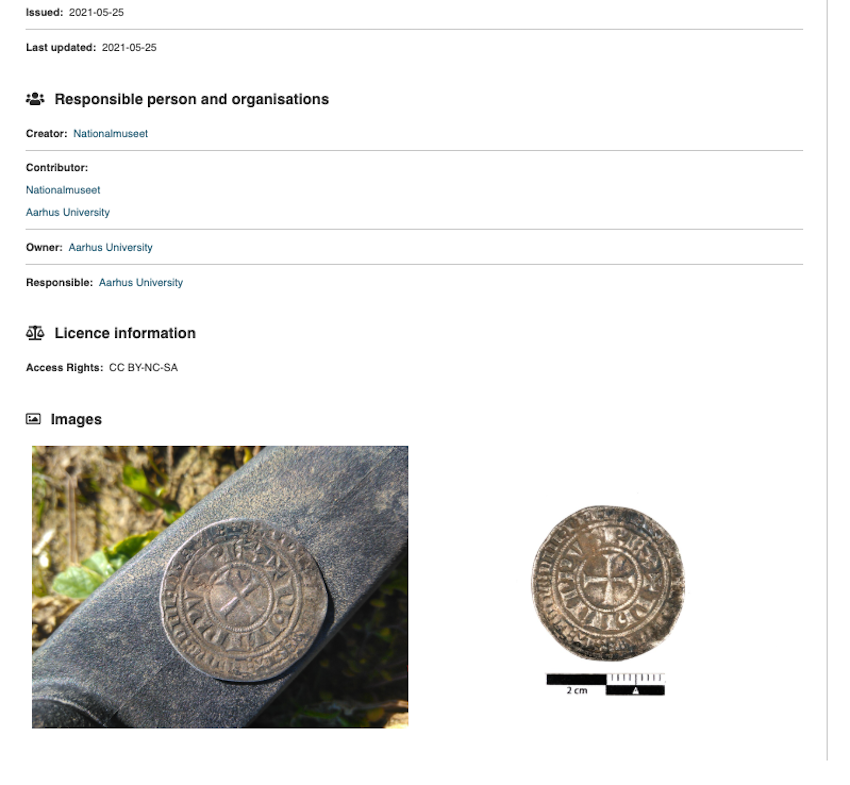 Issued: 2021-05-25
Last updated: 2021-05-25
Responsible person and organisations
Creator: Nationalmuseet
Contributor:
Nationalmuseet
Aarhus University
Owner: Aarhus University
Responsible: Aarhus University
Licence information
Access Rights: CC BY-NC-SA
Images
2 cm